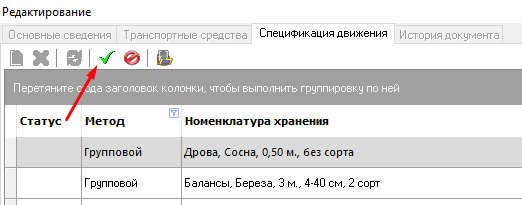 Редактирование
Основные сведения Транспортные средства Спецификация движения История документа
Перетяните сюда заголовок колонки, чтобы выполнить группировку по ней
Статус Метод Номенклатура хранения
Групповой Дрова, Сосна, 0,50 м., без сорта
Групповой Балансы, Береза, 3 м., 4-40 см, 2 сорт